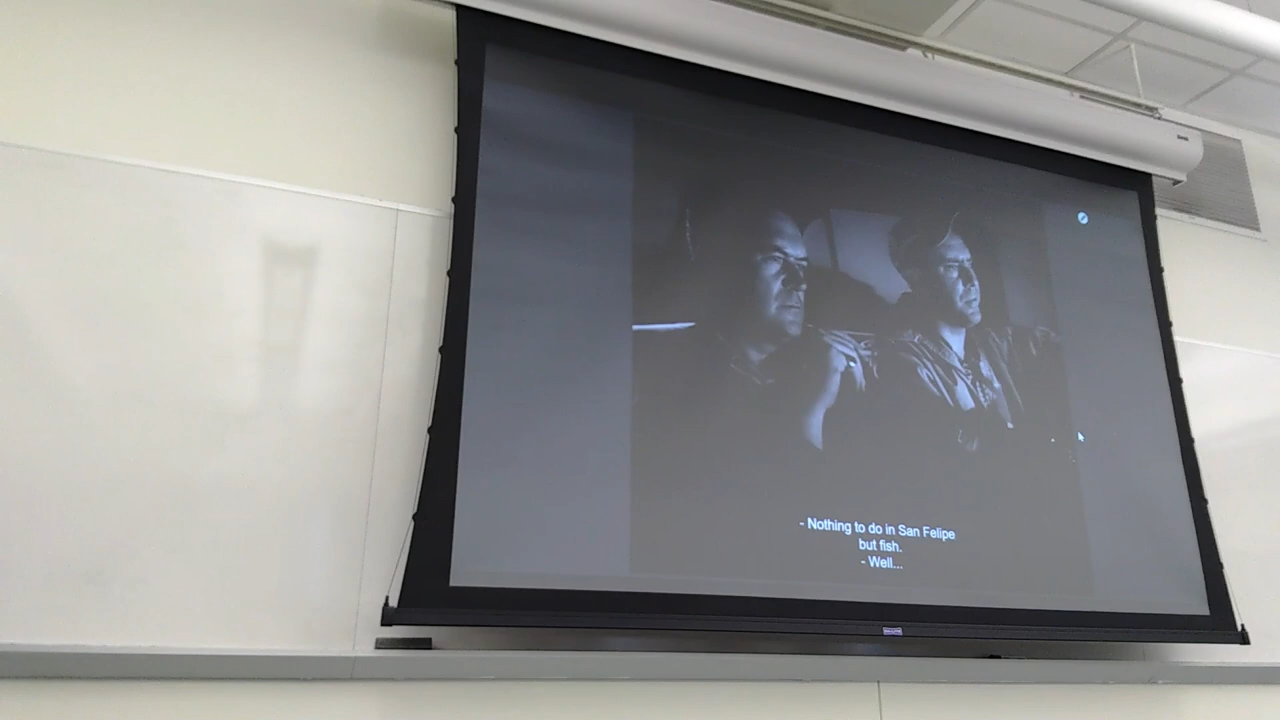 - Nothing to do in San Felipe
but fish.
- Well...